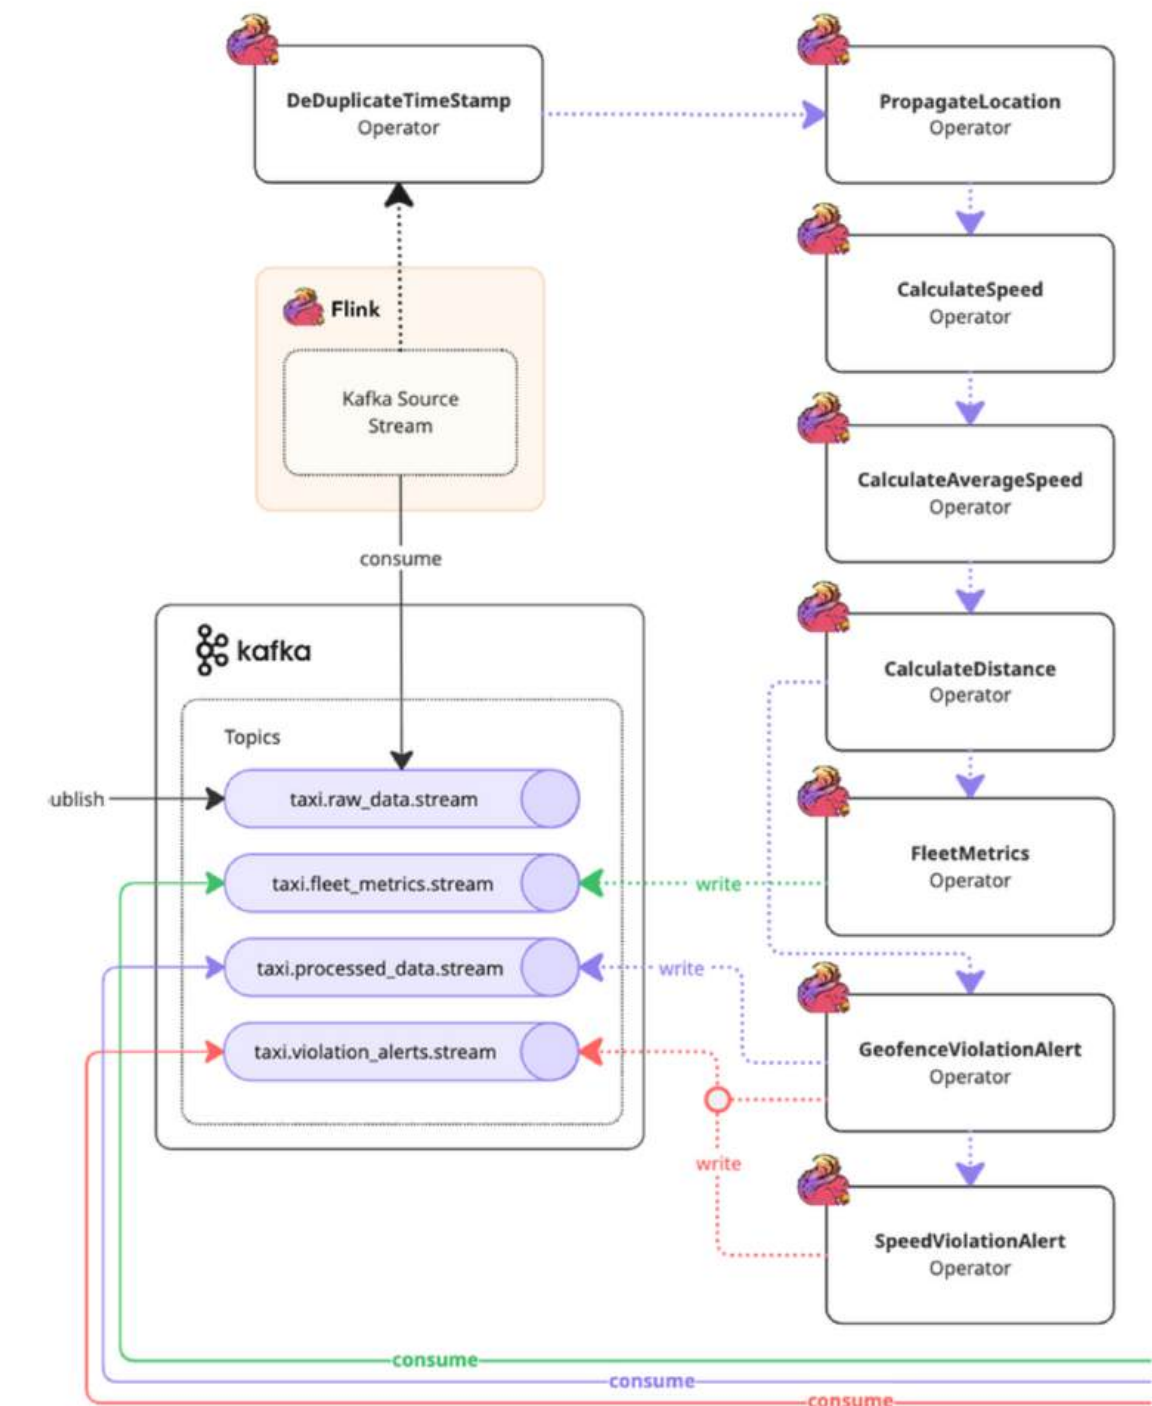 DeDuplicateTimeStamp
Operator
PropagateLocation
Operator
CalculateSpeed
Operator
Flink
Kafka Source
Stream
CalculateAverageSpeed
Operator
consume
kafka
CalculateDistance
Operator
Topics
ublish
taxi.raw_data.stream
FleetMetrics
Operator
taxi.fleet_metrics.stream
write
taxi.processed_data.stream
write
taxi.violation_alerts.stream
GeofenceViolationAlert
Operator
write
SpeedViolationAlert
Operator
consume
consume
consume